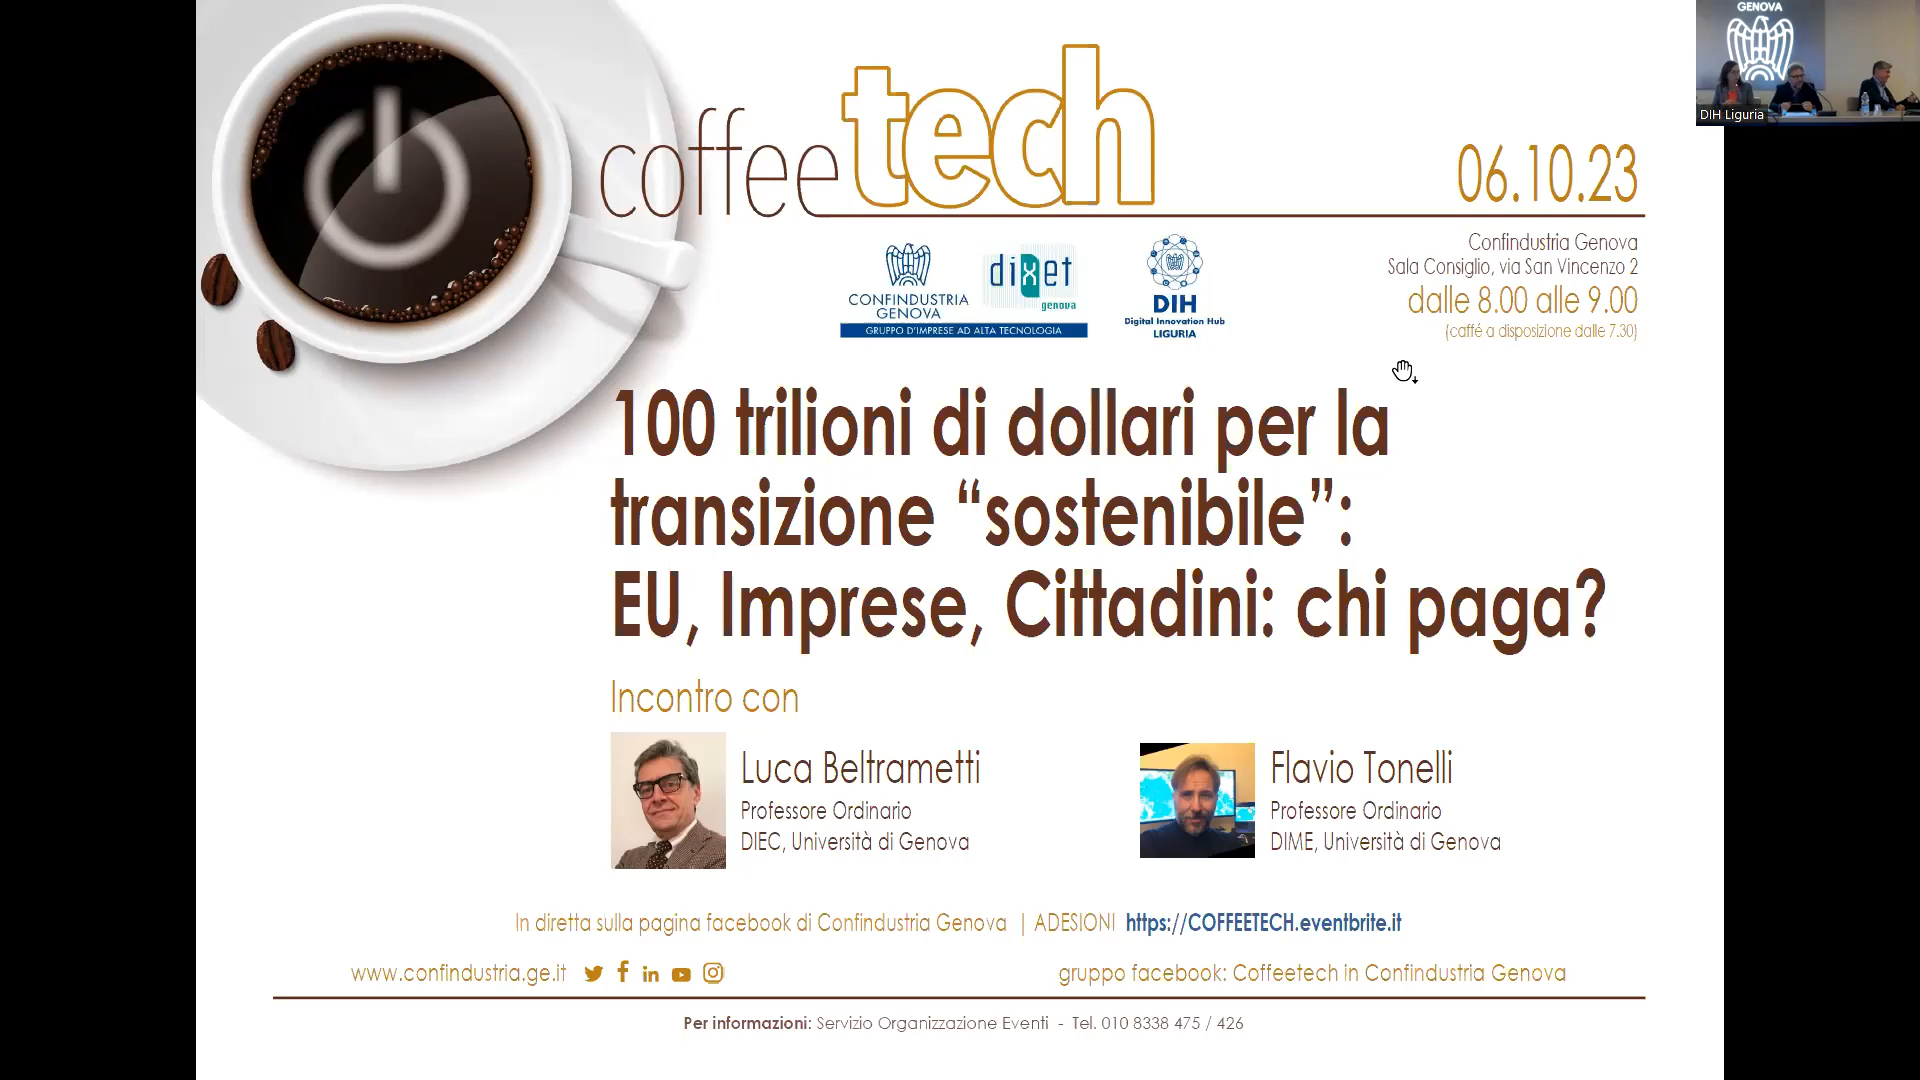 GENOVA
DIH Liguria
coffeetech
06.10.23
CONFINDUSTRIA
GENOVA
dixet
genova
GRUPPO D'IMPRESE AD ALTA TECNOLOGIA
DIH
Digital Innovation Hub
LIGURIA
Confindustria Genova
Sala Consiglio, via San Vincenzo 2
dalle 8.00 alle 9.00
(caffé a disposizione dalle 7.30)
100 trilioni di dollari per la
transizione “sostenibile”:
EU, Imprese, Cittadini: chi paga?
Incontro con
Luca Beltrametti
Professore Ordinario
DIEC, Università di Genova
Flavio Tonelli
Professore Ordinario
DIME, Università di Genova
In diretta sulla pagina facebook di Confindustria Genova | ADESIONI https://COFFEETECH.eventbrite.it
www.confindustria.ge.it
gruppo facebook: Coffeetech in Confindustria Genova
Per informazioni: Servizio Organizzazione Eventi - Tel. 010 8338 475 / 426